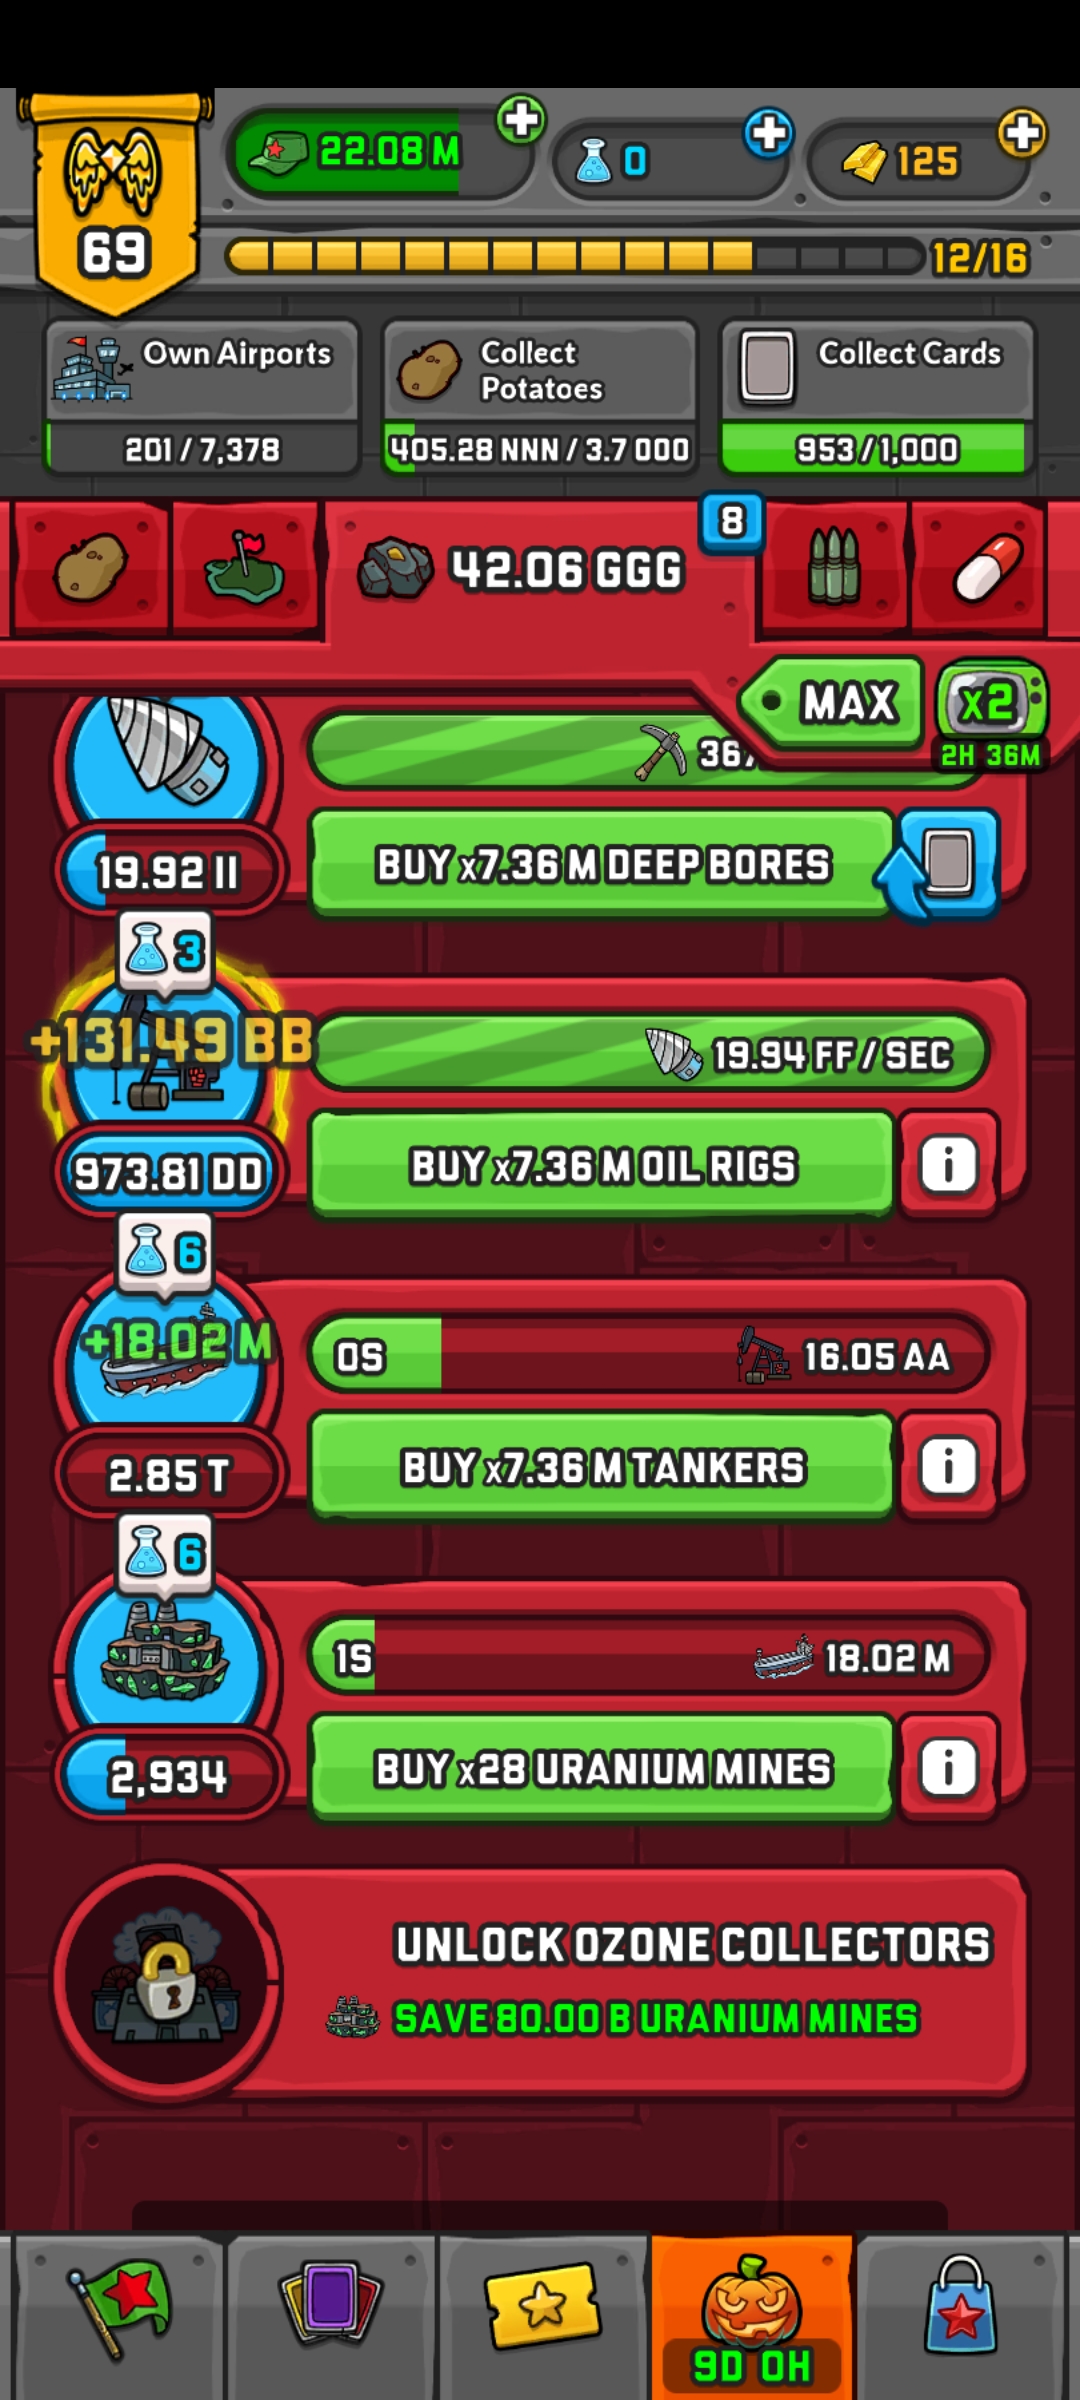 69
22.08 M
0
125
12/16
Own Airports
201 / 7,378
Collect
Potatoes
405.28 NNN / 3.7 OOO
Collect Cards
953 / 1,000
42.06 GGG
8
MAX
x2
2H 36M
19.92 II
BUY x7.36 M DEEP BORES
3
+131.49 BB
19.94 FF / SEC
973.81 DD
BUY x7.36 M OIL RIGS
i
6
+18.02 M
0S
16.05 AA
2.85 T
BUY x7.36 M TANKERS
i
6
1S
18.02 M
2,934
BUY x28 URANIUM MINES
i
UNLOCK OZONE COLLECTORS
SAVE 80.00 B URANIUM MINES
9D 0H